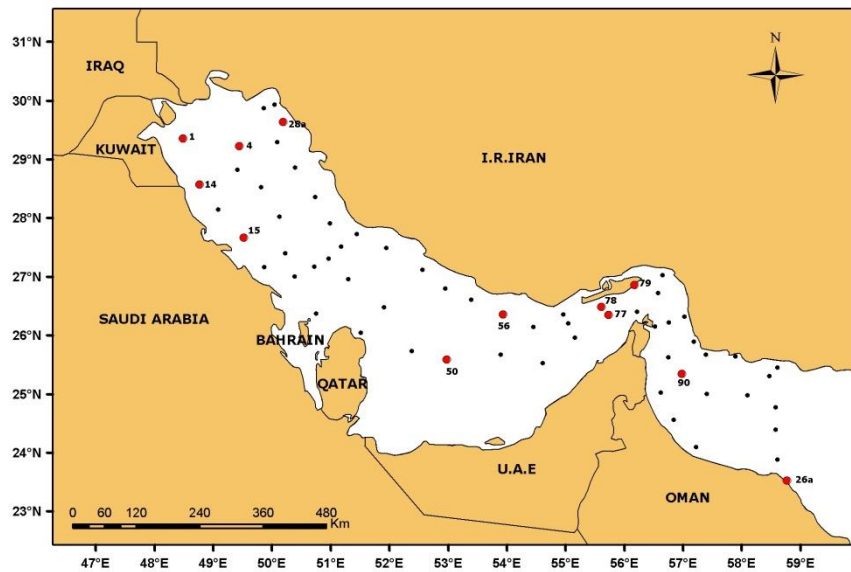 N
31°N
IRAQ
30°N
28a
1
4
KUWAIT
29°N
I.R.IRAN
14
28°N
15
27°N
79
78
SAUDI ARABIA
77
26°N
56
BAHRAIN
50
QATAR
90
25°N
24°N
U.A.E
26a
23°N
OMAN
0 60 120 240 360 480
Km
47°E 48°E 49°E 50°E 51°E 52°E 53°E 54°E 55°E 56°E 57°E 58°E 59°E